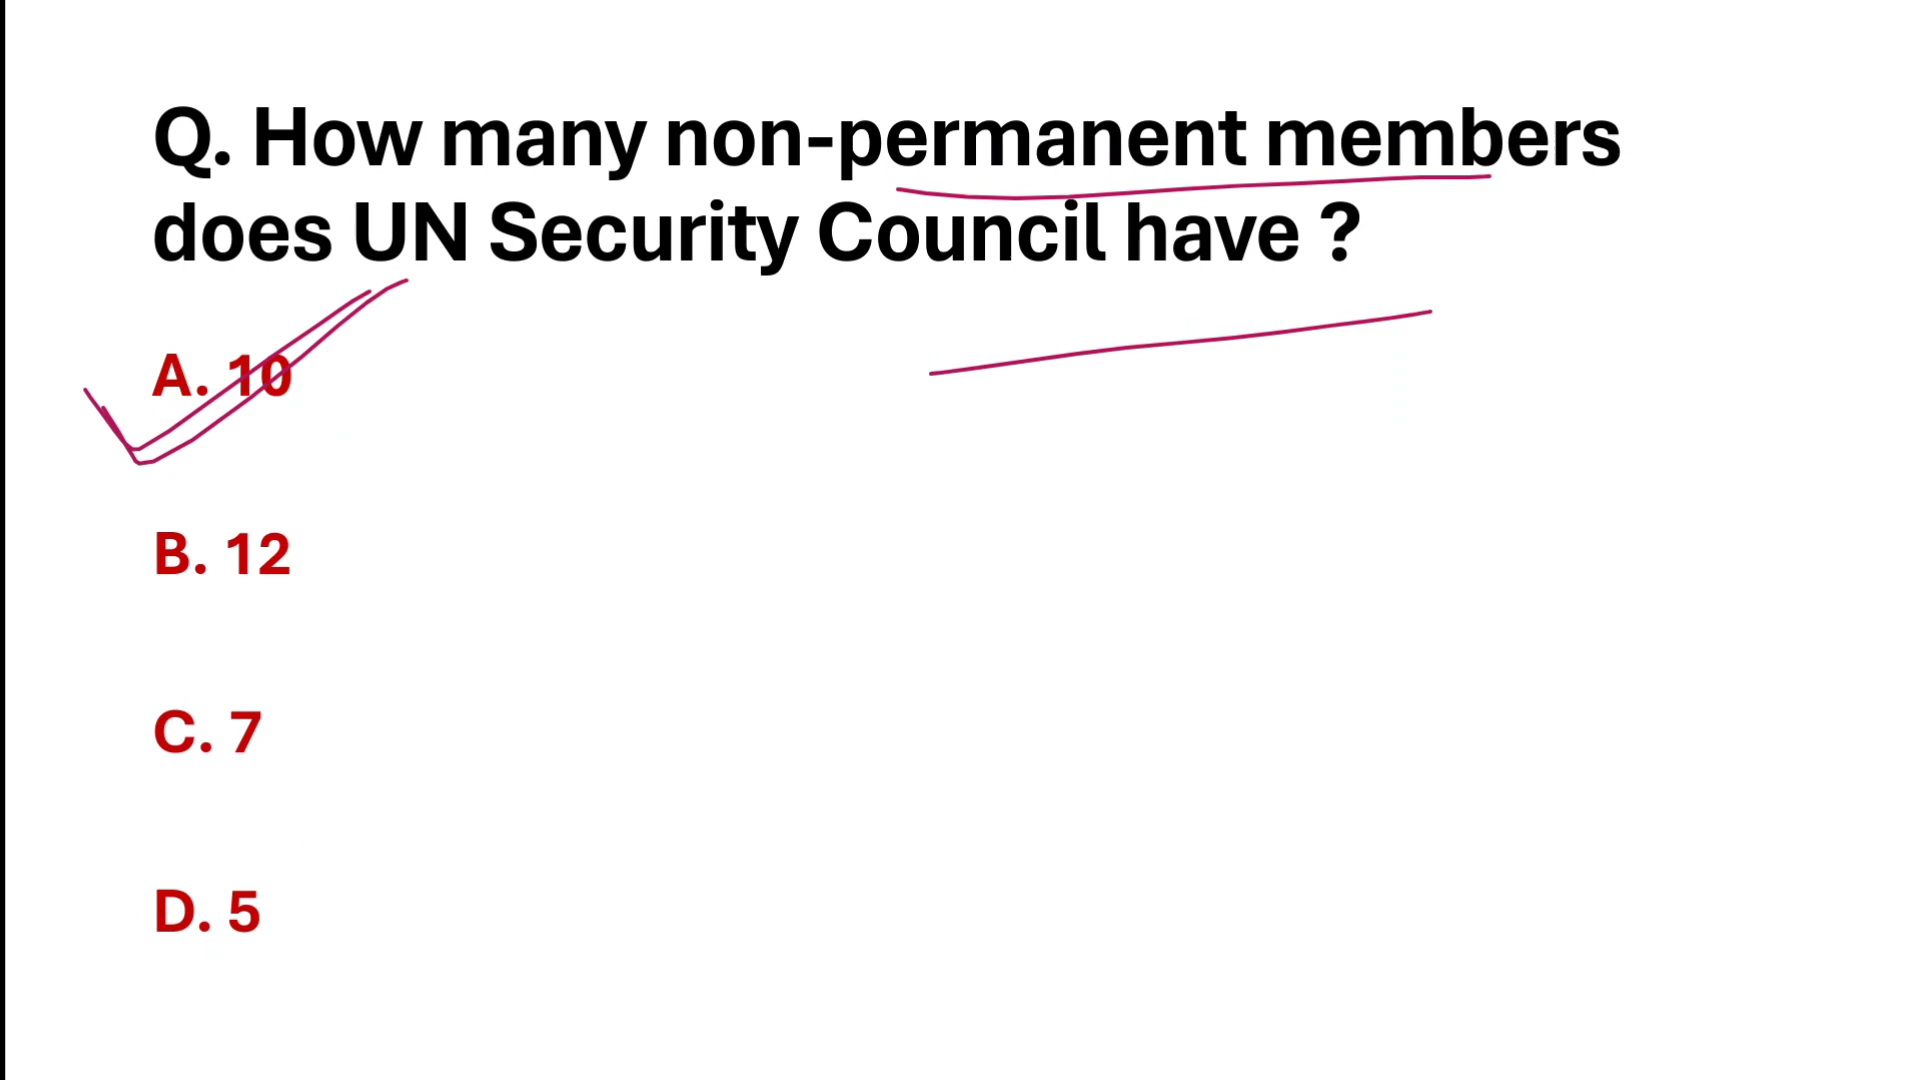 Q. How many non-permanent members
does UN Security Council have ?
A. 10
B. 12
C. 7
D. 5